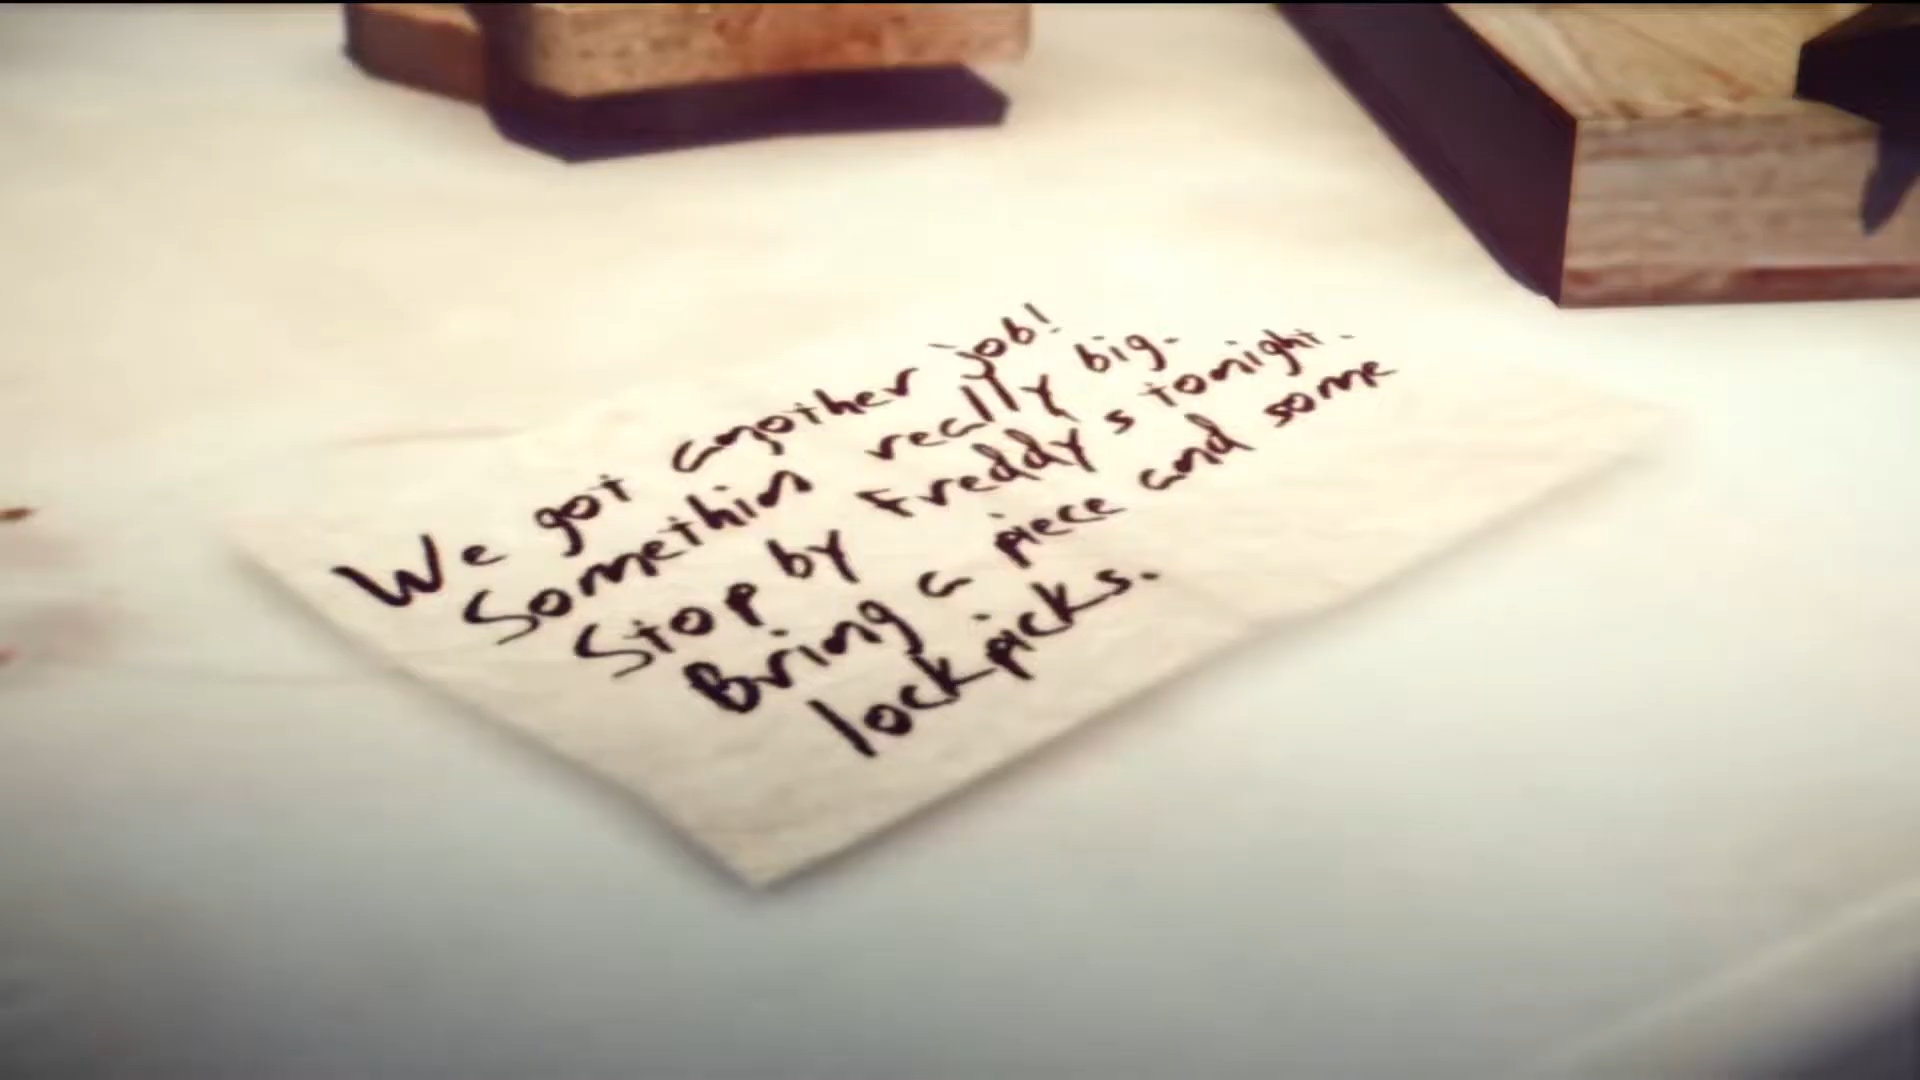 We got another job!
Somethin really big.
Stop by Freddy s tonight.
Bring a piece and some
lockpicks.